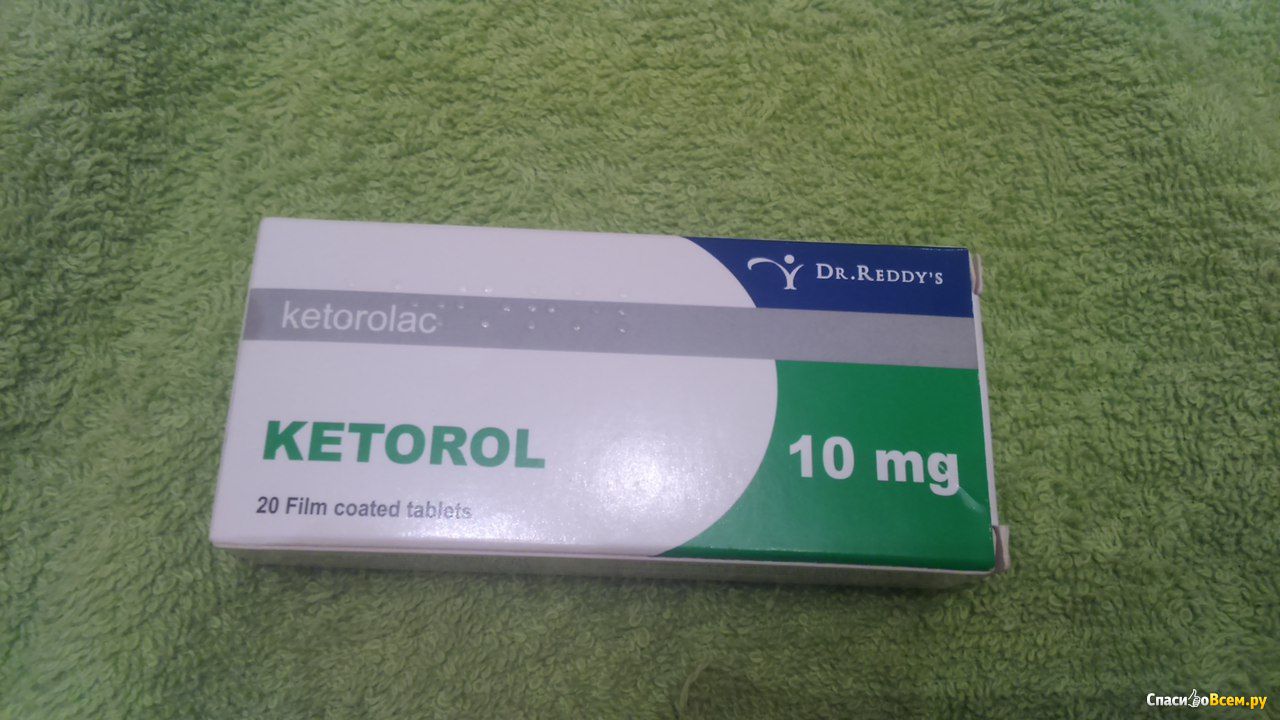 DR.REDDY'S
ketorolac
KETOROL
10 mg
20 Film coated tablets
СпасибоВсем.ру